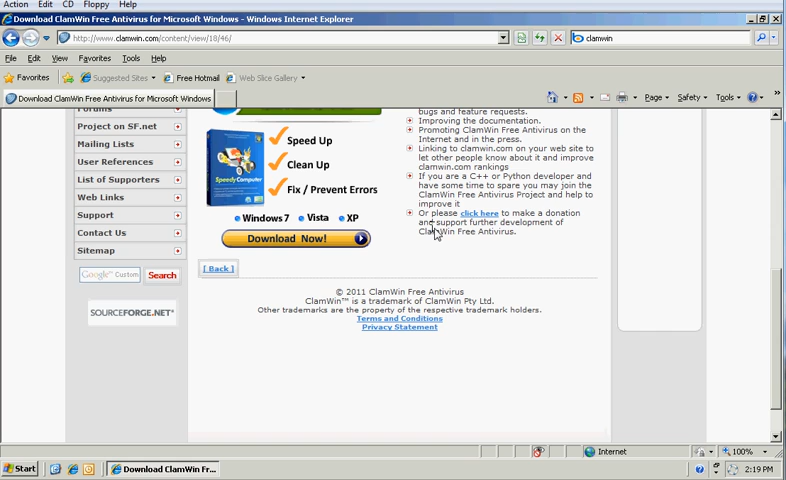 Action Edit CD Floppy Help
Download ClamWin Free Antivirus for Microsoft Windows - Windows Internet Explorer
http://www.clamwin.com/content/view/18/46/
clamwin
File Edit View Favorites Tools Help
Favorites Suggested Sites Free Hotmail Web Slice Gallery
Download ClamWin Free Antivirus for Microsoft Windows
Page Safety Tools
Forums
Project on SF.net
Mailing Lists
User References
List of Supporters
Web Links
Support
Contact Us
Sitemap
Google™ Custom Search
SOURCEFORGE.NET*
SpeedyComputer
Speed Up
Clean Up
Fix / Prevent Errors
Windows 7 Vista XP
Download Now!
bugs and feature requests.
Improving the documentation.
Promoting ClamWin Free Antivirus on the
Internet and in the press.
Linking to clamwin.com on your web site to
let other people know about it and improve
clamwin.com rankings
If you are a C++ or Python developer and
have some time to spare you may join the
ClamWin Free Antivirus Project and help to
improve it
Or please click here to make a donation
and support further development of
ClamWin Free Antivirus.
[ Back ]
© 2011 ClamWin Free Antivirus
ClamWin™ is a trademark of ClamWin Pty Ltd.
Other trademarks are the property of the respective trademark holders.
Terms and Conditions
Privacy Statement
Internet 100%
Start Download ClamWin Fr... 2:19 PM